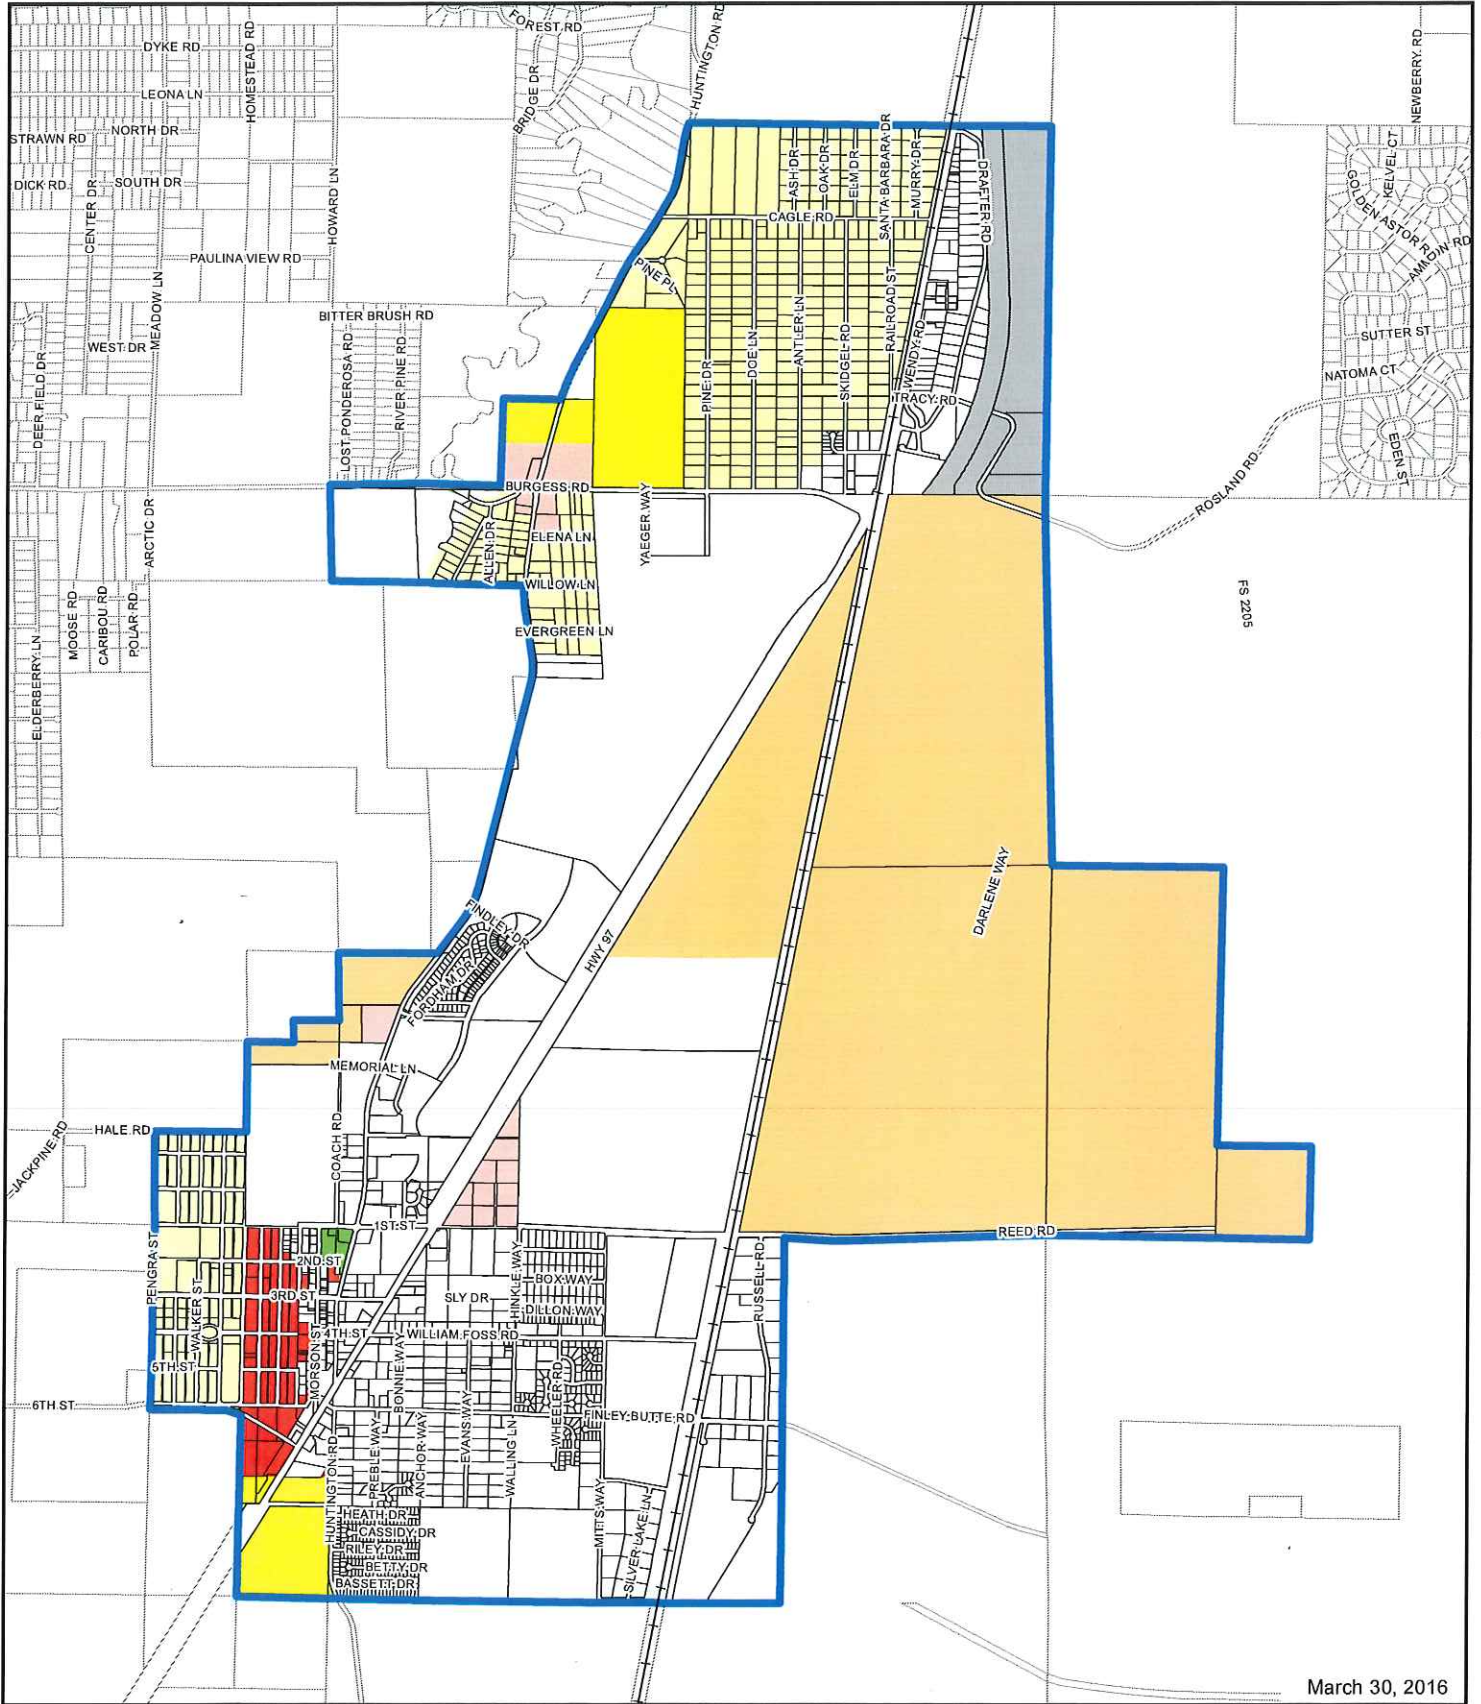 FOREST RD
HUNTINGTON RD
DYKE RD
HOMESTEAD RD
NEWBERRY RD
LEONA LN
BRIDGE DR
NORTH DR
STRAWN RD
ASH DR
OAK DR
ELM DR
SANTA BARBARA DR
MURRY DR
DRAFTER RD
KELVEL CT
DICK RD
SOUTH DR
CENTER DR
HOWARD LN
GOLDEN ASTOR RD
CAGLE RD
AMMON RD
PAULINA VIEW RD
PINE PL
MEADOW LN
BITTER BRUSH RD
ANTLER LN
RAILROAD ST
WENDY RD
SUTTER ST
WEST DR
LOST PONDEROSA RD
RIVER PINE RD
DOE LN
SKIDGEL RD
NATOMA CT
DEER FIELD DR
PINE DR
TRACY RD
EDEN ST
BURGESS RD
ROSLAND RD
ARCTIC DR
ALLEN DR
ELENA LN
YAEGER WAY
WILLOW LN
FS 2205
MOOSE RD
CARIBOU RD
POLAR RD
EVERGREEN LN
ELDERBERRY LN
DARLENE WAY
FINDLEY DR
FORDHAM DR
HWY 97
MEMORIAL LN
HALE RD
JACKPINE RD
COACH RD
1ST ST
REED RD
PENGRA ST
2ND ST
HINKLE WAY
BOX WAY
RUSSELL RD
WALKER ST
3RD ST
SLY DR
DILLON WAY
MORSON ST
4TH ST
WILLIAM FOSS RD
5TH ST
BONNIE WAY
6TH ST
WHEELER RD
FINLEY BUTTE RD
HUNTINGTON RD
PREBLE WAY
ANCHOR WAY
EVANS WAY
WALLING LN
HEATH DR
CASSIDY DR
RILEY DR
BETTY DR
BASSETT DR
MITTS WAY
SILVER LAKE LN
March 30, 2016